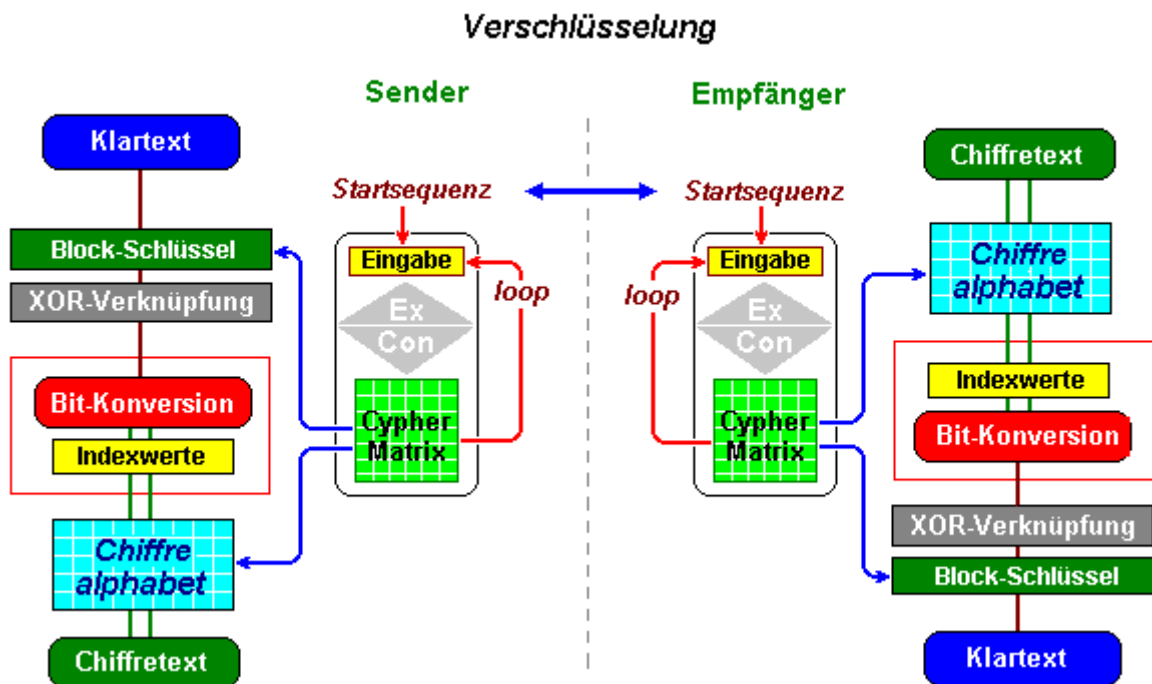 Verschlüsselung
Sender
Empfänger
Klartext
Block-Schlüssel
XOR-Verknüpfung
Bit-Konversion
Indexwerte
Chiffre
alphabet
Chiffretext
Startsequenz
Eingabe
loop
Ex
Con
Cypher
Matrix
Startsequenz
Eingabe
loop
Ex
Con
Cypher
Matrix
Chiffretext
Chiffre
alphabet
Indexwerte
Bit-Konversion
XOR-Verknüpfung
Block-Schlüssel
Klartext